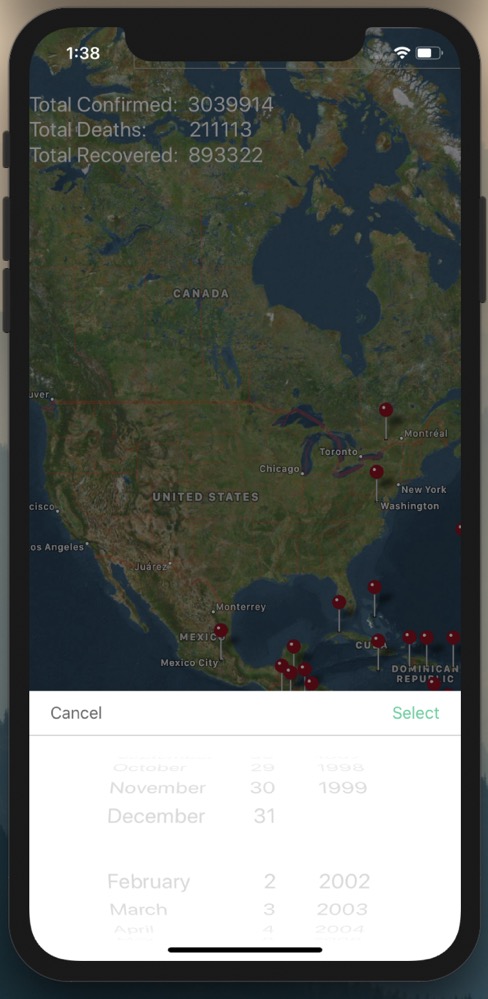 1:38
Total Confirmed: 3039914
Total Deaths: 211113
Total Recovered: 893322
CANADA
uver
Montréal
Toronto
Chicago
UNITED STATES
New York
cisco
Washington
os Angeles
Juárez
Monterrey
MEXIC
CUBA
Mexico City
DOMINICAN
REPUBLIC
Cancel Select
October 29 1998
November 30 1999
December 31
February 2 2002
March 3 2003
April 4 2004